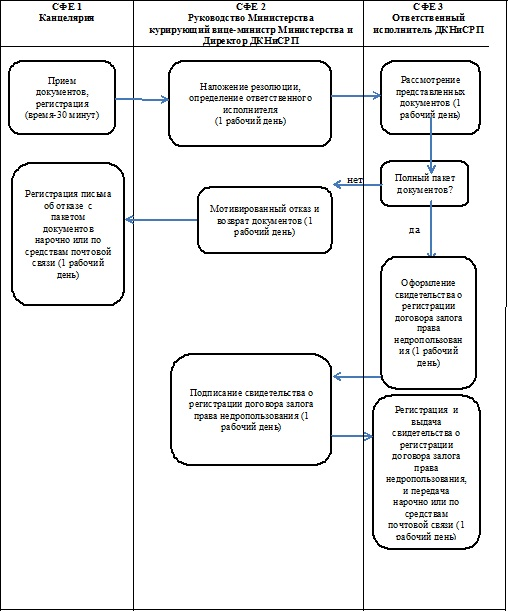 СФЕ 1
Канцелярия
СФЕ 2
Руководство Министерства
курирующий вице-министр Министерства и
Директор ДКНиСРП
СФЕ 3
Ответственный
исполнитель ДКНиСРП
Прием
документов,
регистрация
(время-30 минут)
Наложение резолюции,
определение ответственного
исполнителя
(1 рабочий день)
Рассмотрение
представленных
документов (1
рабочий день)
Полный пакет
документов?
нет
да
Мотивированный отказ и
возврат документов (1
рабочий день)
Регистрация письма
об отказе с
пакетом
документов
нарочно или по
средствам почтовой
связи (1 рабочий
день)
Оформление
свидетельства о
регистрации
договора залога
права
недропользован
ия (1 рабочий
день)
Подписание свидетельства о
регистрации договора залога
права недропользования (1
рабочий день)
Регистрация и
выдача
свидетельства о
регистрации
договора залога
права
недропользования,
и передача
нарочно или по
средствам
почтовой связи (1
рабочий день)